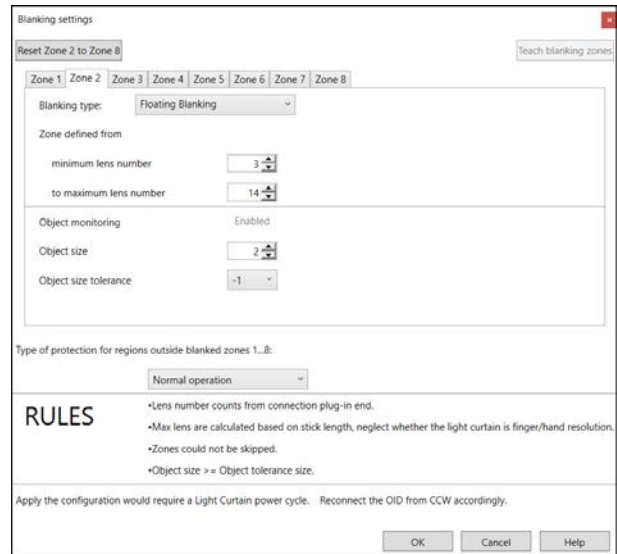 Blanking settings
Reset Zone 2 to Zone 8
Teach blanking zones
Zone 1 Zone 2 Zone 3 Zone 4 Zone 5 Zone 6 Zone 7 Zone 8
Blanking type: Floating Blanking
Zone defined from
minimum lens number 3
to maximum lens number 14
Object monitoring Enabled
Object size 2
Object size tolerance -1
Type of protection for regions outside blanked zones 1...8:
Normal operation
RULES
•Lens number counts from connection plug-in end.
•Max lens are calculated based on stick length, neglect whether the light curtain is finger/hand resolution.
•Zones could not be skipped.
•Object size >= Object tolerance size.
Apply the configuration would require a Light Curtain power cycle. Reconnect the OID from CCW accordingly.
OK Cancel Help